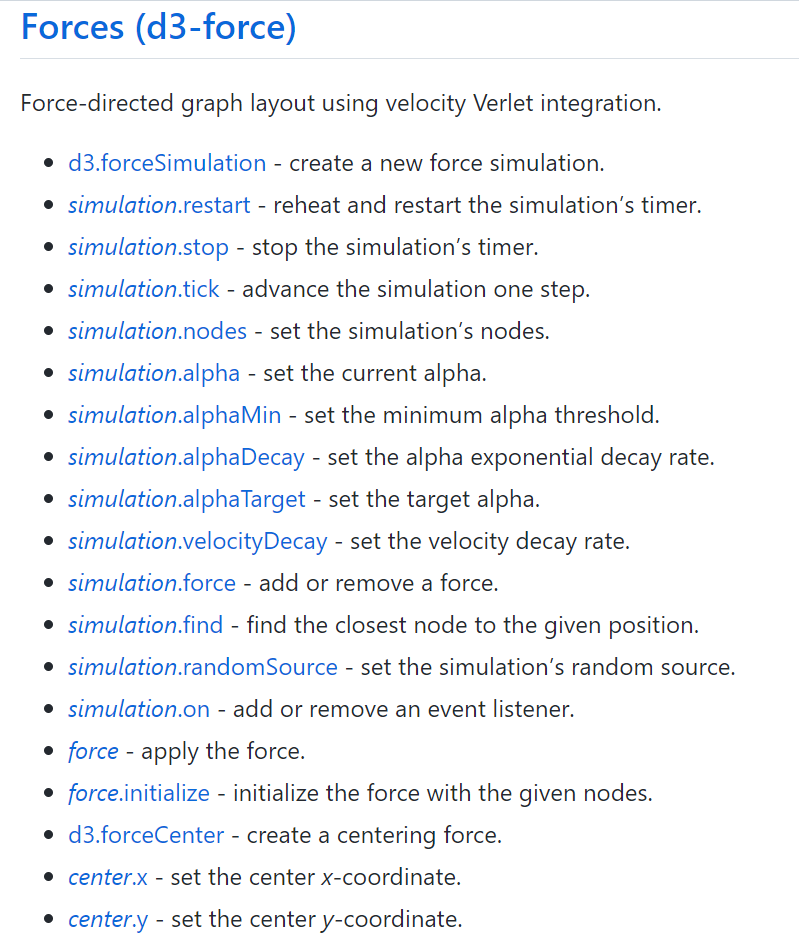 Forces (d3-force)
Force-directed graph layout using velocity Verlet integration.
• d3.forceSimulation - create a new force simulation.
• simulation.restart - reheat and restart the simulation’s timer.
• simulation.stop - stop the simulation’s timer.
• simulation.tick - advance the simulation one step.
• simulation.nodes - set the simulation’s nodes.
• simulation.alpha - set the current alpha.
• simulation.alphaMin - set the minimum alpha threshold.
• simulation.alphaDecay - set the alpha exponential decay rate.
• simulation.alphaTarget - set the target alpha.
• simulation.velocityDecay - set the velocity decay rate.
• simulation.force - add or remove a force.
• simulation.find - find the closest node to the given position.
• simulation.randomSource - set the simulation’s random source.
• simulation.on - add or remove an event listener.
• force - apply the force.
• force.initialize - initialize the force with the given nodes.
• d3.forceCenter - create a centering force.
• center.x - set the center x-coordinate.
• center.y - set the center y-coordinate.